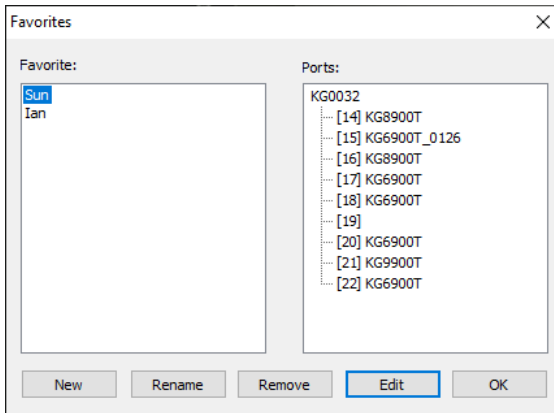 Favorites
Favorite:
Sun
Ian
Ports:
KG0032
[14] KG8900T
[15] KG6900T_0126
[16] KG8900T
[17] KG6900T
[18] KG6900T
[19]
[20] KG6900T
[21] KG9900T
[22] KG6900T
New
Rename
Remove
Edit
OK